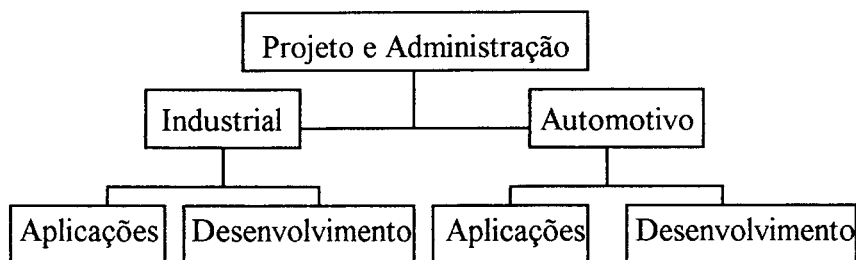 Projeto e Administração
Industrial
Automotivo
Aplicações
Desenvolvimento
Aplicações
Desenvolvimento